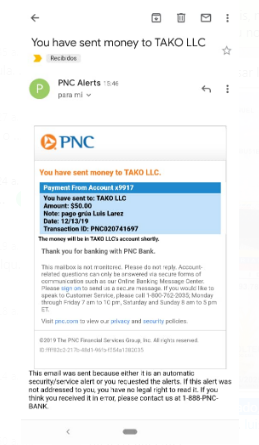 You have sent money to TAKO LLC
Recibidos
P
PNC Alerts 15:46
para mí
PNC
You have sent money to TAKO LLC.
Payment From Account x9917
You have sent to: TAKO LLC
Amount: $50.00
Note: pago grúa Luis Larez
Date: 12/13/19
Transaction ID: PNC020741697
The money will be in TAKO LLC's account shortly.
Thank you for banking with PNC Bank.
This mailbox is not monitored. Please do not reply. Account-
related questions can only be answered via secure forms of
communication such as our Online Banking Message Center.
Please sign on to send us a secure message. If you would like to
speak to Customer Service, please call 1-800-762-2035, Monday
through Friday 7 am to 10 pm, Saturday and Sunday 8 am to 5 pm
ET.
Visit pnc.com to view our privacy and security policies.
©2019 The PNC Financial Services Group, Inc. All rights reserved.
This email was sent because either it is an automatic
security/service alert or you requested the alerts. If this alert was
not addressed to you, you have no legal right to read it. If you
think you received it in error, please contact us at 1-888-PNC-
BANK.